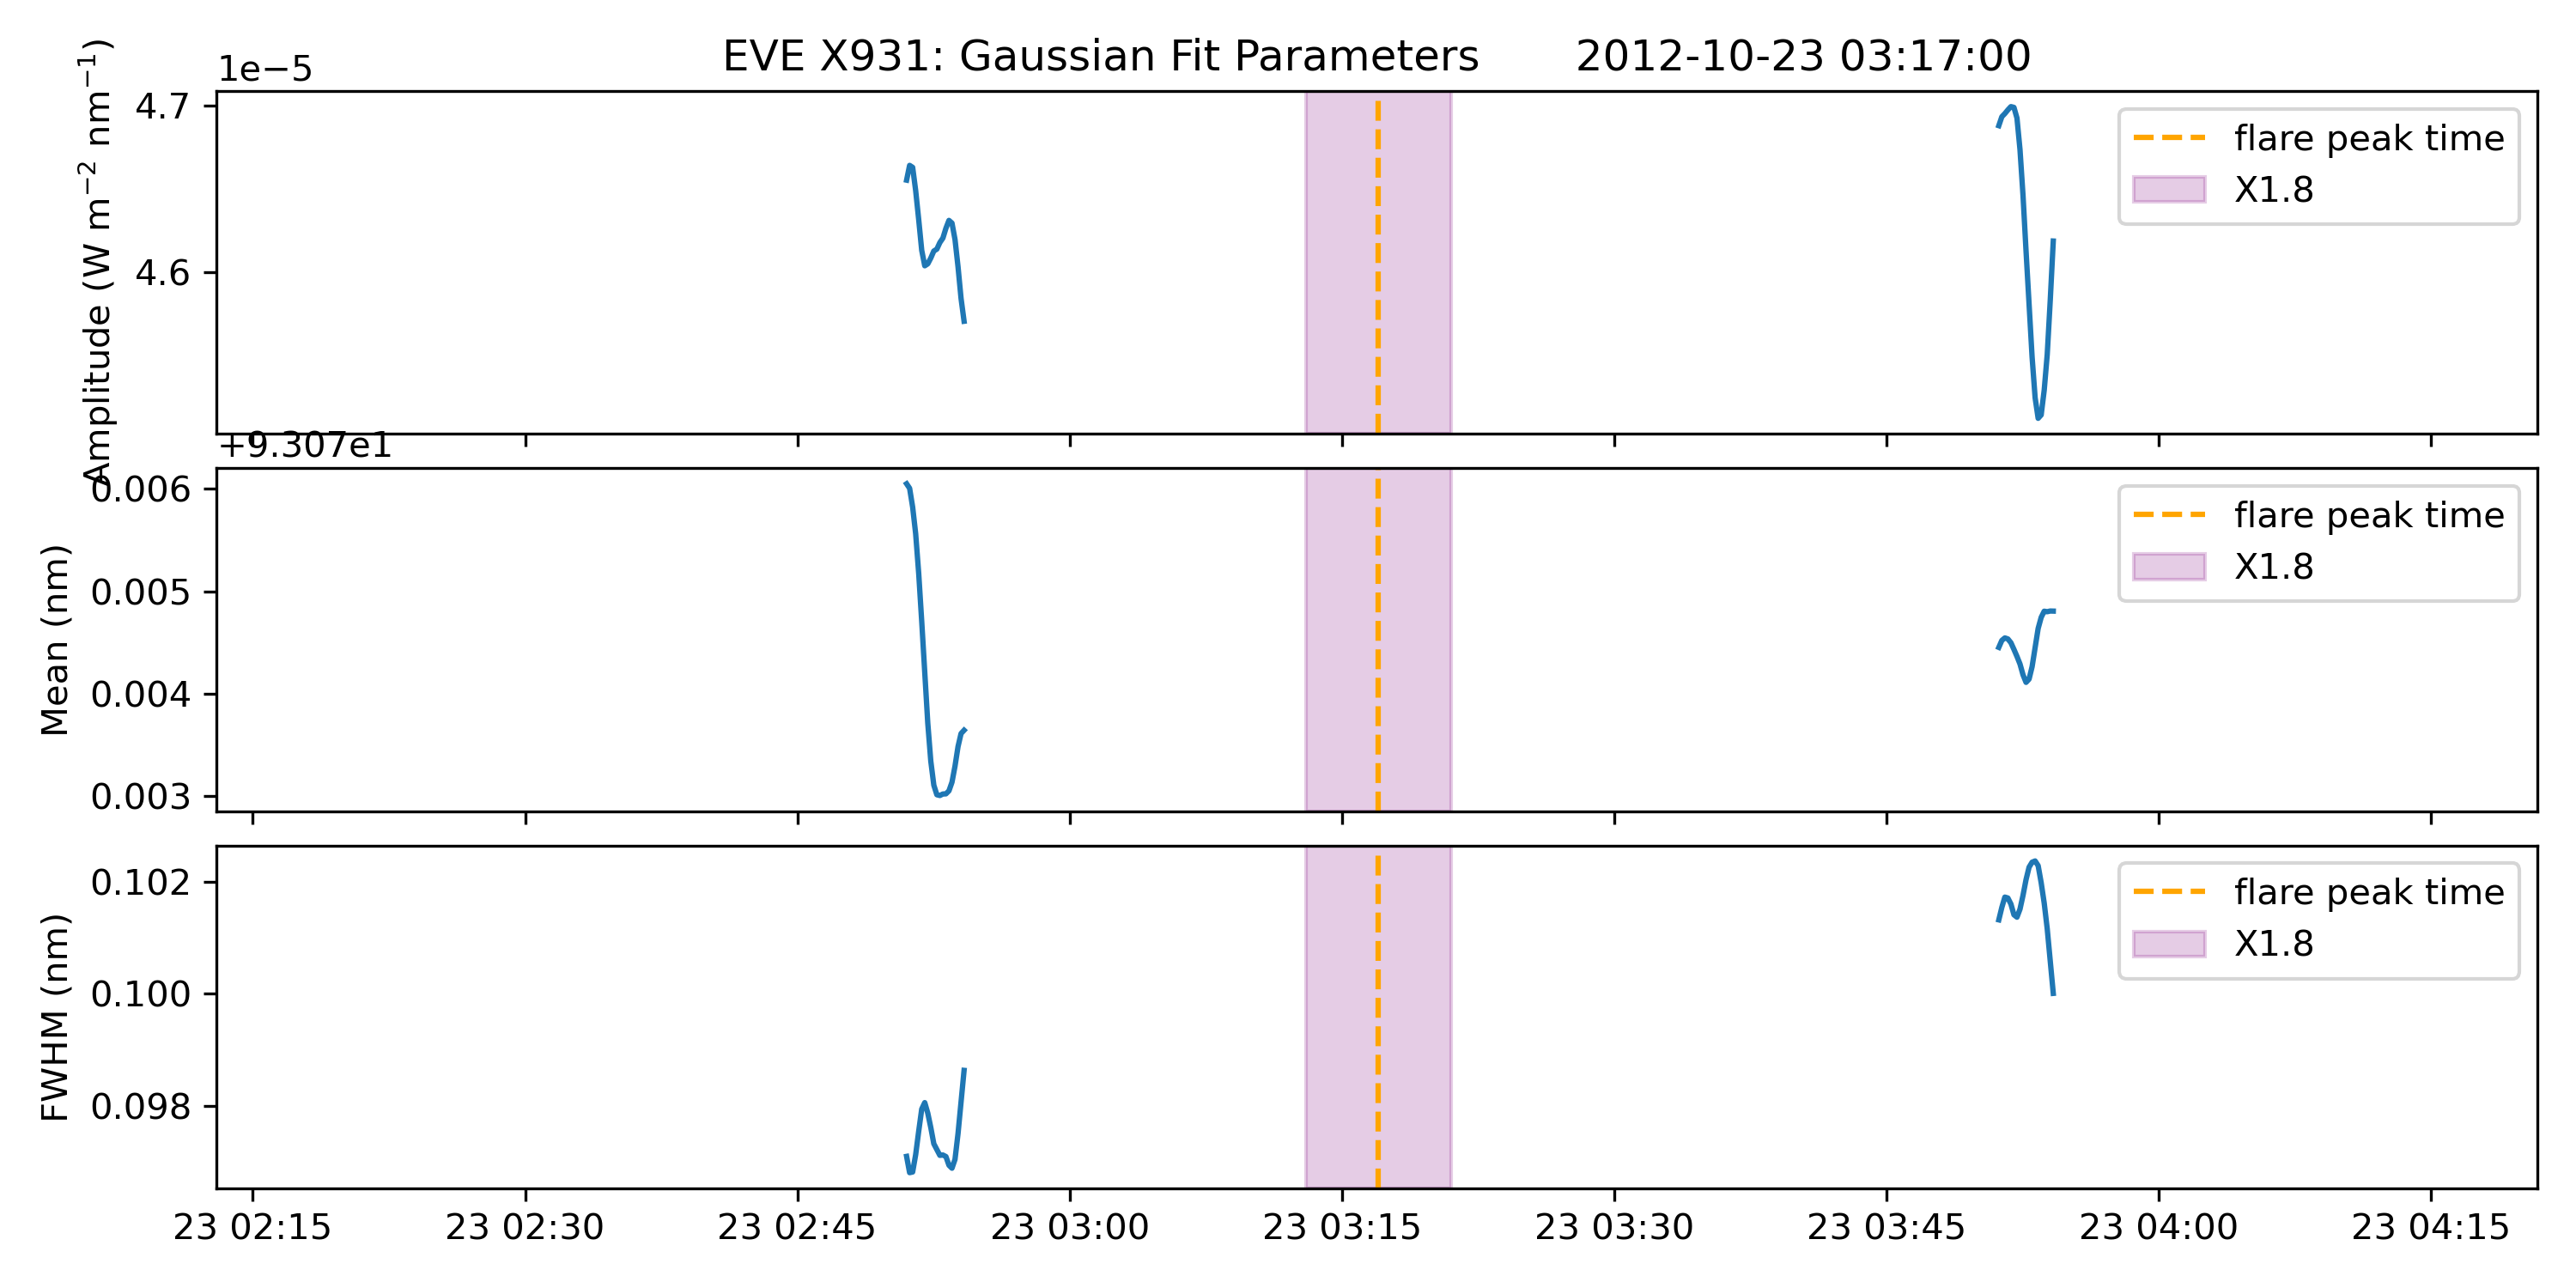 EVE X931: Gaussian Fit Parameters 2012-10-23 03:17:00
1e−5
Amplitude (W m⁻² nm⁻¹)
4.7
4.6
flare peak time
X1.8
+9.307e1
Mean (nm)
0.006
0.005
0.004
0.003
flare peak time
X1.8
FWHM (nm)
0.102
0.100
0.098
flare peak time
X1.8
23 02:15 23 02:30 23 02:45 23 03:00 23 03:15 23 03:30 23 03:45 23 04:00 23 04:15